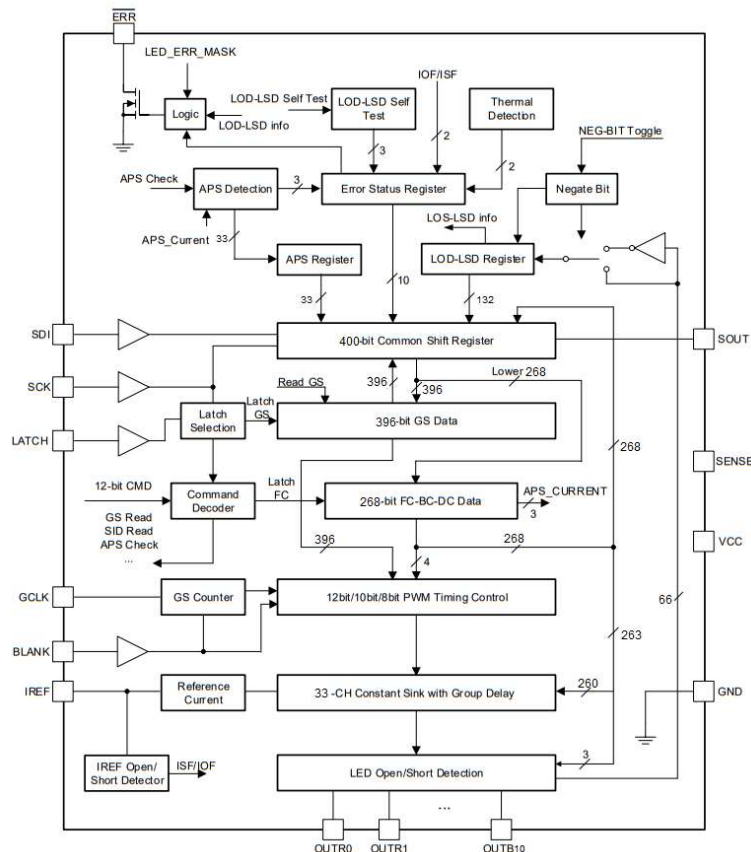 ERR
LED_ERR_MASK
LOD-LSD Self Test
LOD-LSD Self
Test
IOF/ISF
Thermal
Detection
Logic
LOD-LSD info
NEG-BIT Toggle
3
2
2
APS Check
APS Detection
3
Error Status Register
Negate Bit
APS_Current
33
LOS-LSD info
APS Register
LOD-LSD Register
10
33
132
SDI
400-bit Common Shift Register
SOUT
SCK
Lower 268
396
396
Read GS
Latch
GS
LATCH
Latch
Selection
396-bit GS Data
268
SENSE
12-bit CMD
Command
Decoder
Latch
FC
268-bit FC-BC-DC Data
APS_CURRENT
3
GS Read
SID Read
APS Check
...
396
268
4
VCC
66
GCLK
GS Counter
12bit/10bit/8bit PWM Timing Control
263
BLANK
IREF
Reference
Current
33 -CH Constant Sink with Group Delay
260
GND
IREF Open/
Short Detector
ISF/IOF
LED Open/Short Detection
3
...
OUTR0
OUTR1
OUTB10